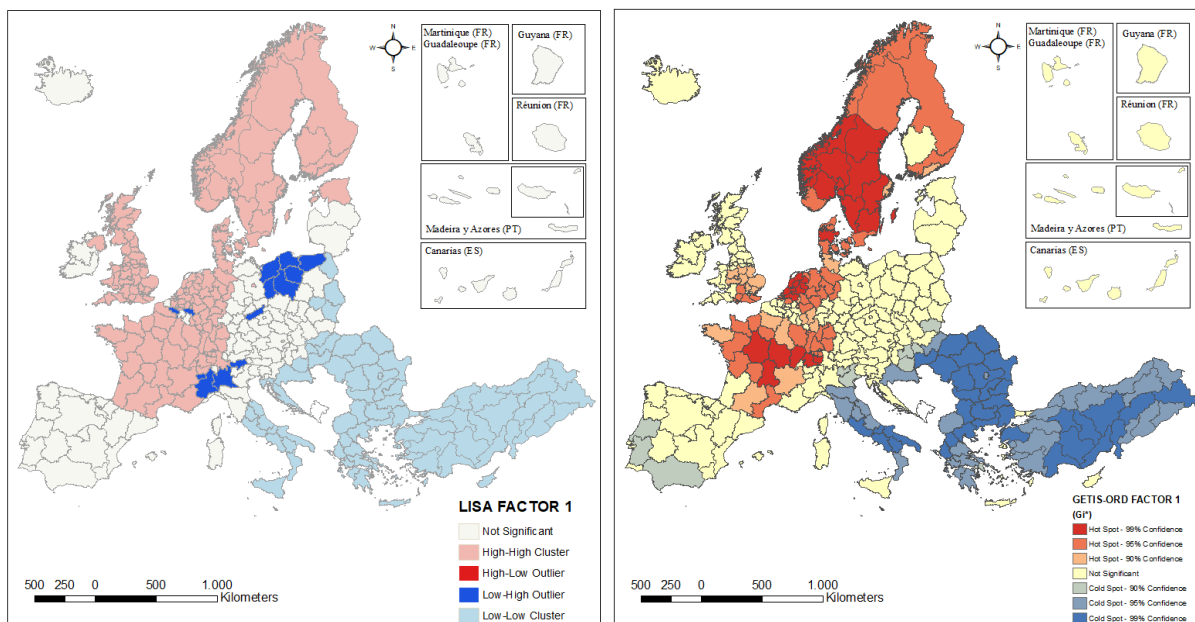 N
W E
S
Martinique (FR)
Guadaleoupe (FR)
Guyana (FR)
Réunion (FR)
Madeira y Azores (PT)
Canarias (ES)
LISA FACTOR 1
Not Significant
High-High Cluster
High-Low Outlier
Low-High Outlier
Low-Low Cluster
500 250 0 500 1.000
Kilometers
N
W E
S
Martinique (FR)
Guadaleoupe (FR)
Guyana (FR)
Réunion (FR)
Madeira y Azores (PT)
Canarias (ES)
GETIS-ORD FACTOR 1
(Gi*)
Hot Spot - 99% Confidence
Hot Spot - 95% Confidence
Hot Spot - 90% Confidence
Not Significant
Cold Spot - 90% Confidence
Cold Spot - 95% Confidence
Cold Spot - 99% Confidence
500 250 0 500 1.000
Kilometers